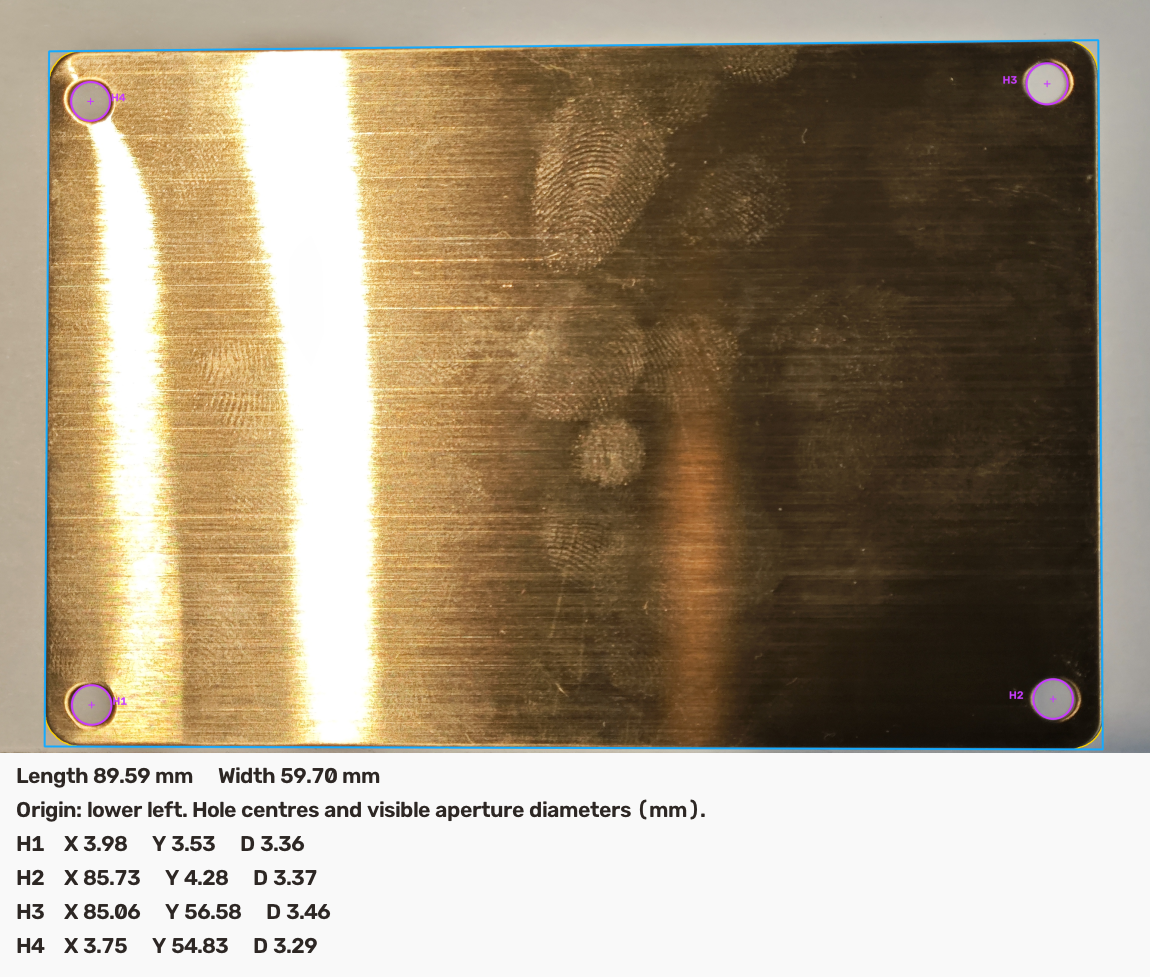 H4
H3
H1
H2
Length 89.59 mm Width 59.70 mm
Origin: lower left. Hole centres and visible aperture diameters (mm).
H1 X 3.98 Y 3.53 D 3.36
H2 X 85.73 Y 4.28 D 3.37
H3 X 85.06 Y 56.58 D 3.46
H4 X 3.75 Y 54.83 D 3.29